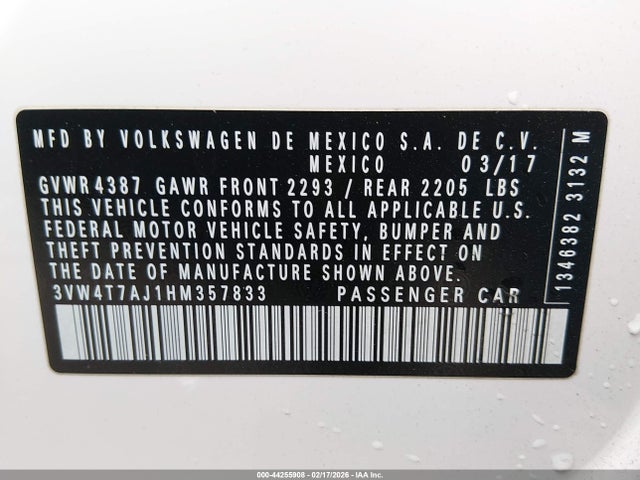 MFD BY VOLKSWAGEN DE MEXICO S.A. DE C.V.
MEXICO 03/17
GVWR 4387 GAWR FRONT 2293 / REAR 2205 LBS
THIS VEHICLE CONFORMS TO ALL APPLICABLE U.S.
FEDERAL MOTOR VEHICLE SAFETY, BUMPER AND
THEFT PREVENTION STANDARDS IN EFFECT ON
THE DATE OF MANUFACTURE SHOWN ABOVE.
3VW4T7AJ1HM357833 PASSENGER CAR
1346382 3132 M
000-44255908 - 02/17/2026 - IAA Inc.